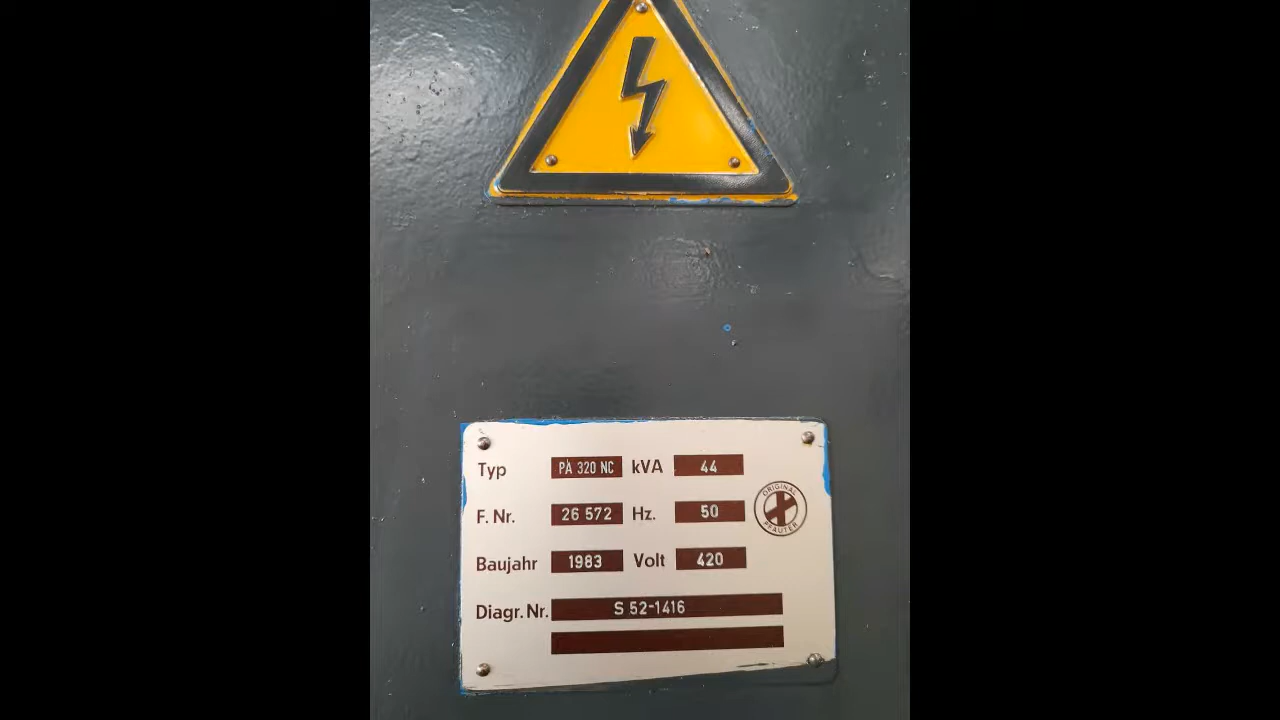 Typ PA 320 NC kVA 44
F. Nr. 26 572 Hz. 50
ORIGINAL PFAUTER
Baujahr 1983 Volt 420
Diagr. Nr. S 52-1416